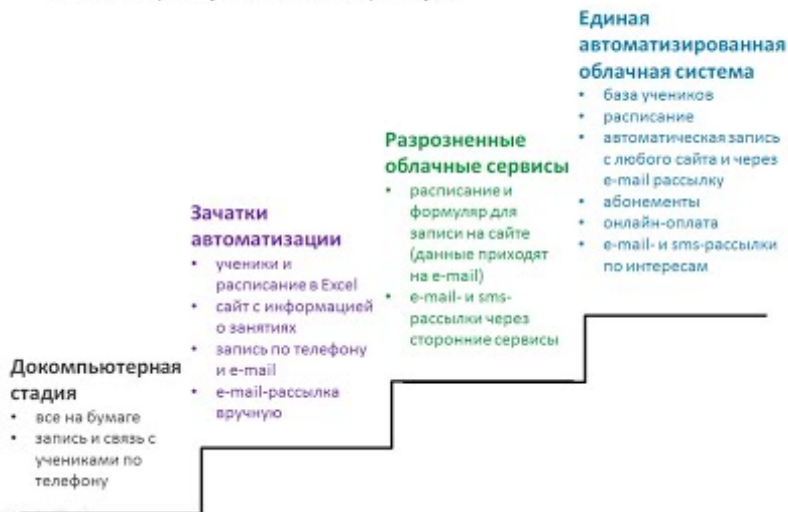 Докомпьютерная
стадия
• все на бумаге
• запись и связь с
учениками по
телефону
Зачатки
автоматизации
• ученики и
расписание в Excel
• сайт с информацией
о занятиях
• запись по телефону
и e-mail
• e-mail-рассылка
вручную
Разрозненные
облачные сервисы
• расписание и
формуляр для
записи на сайте
(данные приходят
на e-mail)
• e-mail- и sms-
рассылки через
сторонние сервисы
Единая
автоматизированная
облачная система
• база учеников
• расписание
• автоматическая запись
с любого сайта и через
e-mail рассылку
• абонементы
• онлайн-оплата
• e-mail- и sms-рассылки
по интересам